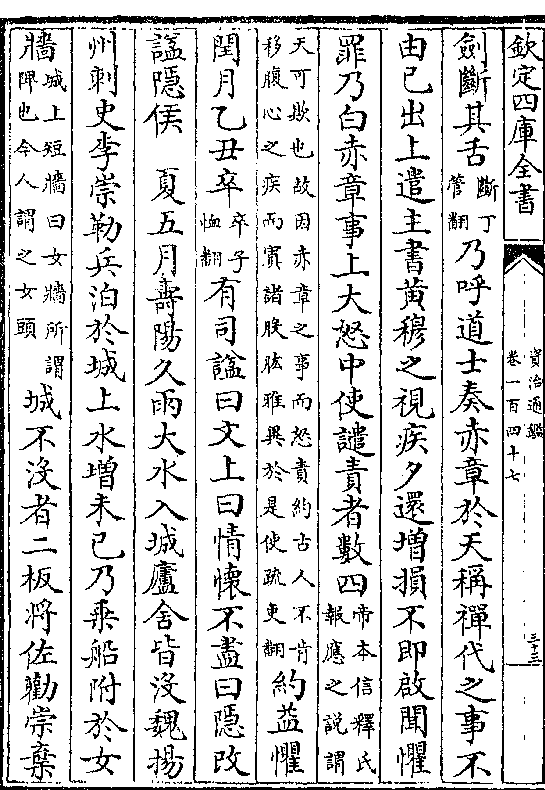 欽定四庫全書
資治通鑑
卷一百四十七
三十三
劍斷其舌斷丁管翻乃呼道士奏赤章於天稱禪代之事不
由已出上遣主書黄穆之視疾夕還增損不即啟聞懼
罪乃白赤章事上大怒中使譴責者數四帝本信釋氏報應之説謂
天可欺也故因赤章之事而怒責約古人不肯移腹心之疾而寘諸股肱雅異於是使疏吏翻約益懼
閏月乙丑卒卒子恤翻有司諡曰文上曰情懷不盡曰隱改
諡隱侯　夏五月壽陽久雨大水入城廬舍皆没魏揚
州刺史李崇勒兵泊於城上水增未已乃乘船附於女
牆城上短牆曰女牆所謂陴也今人謂之女頭城不没者二板將佐勸崇棄